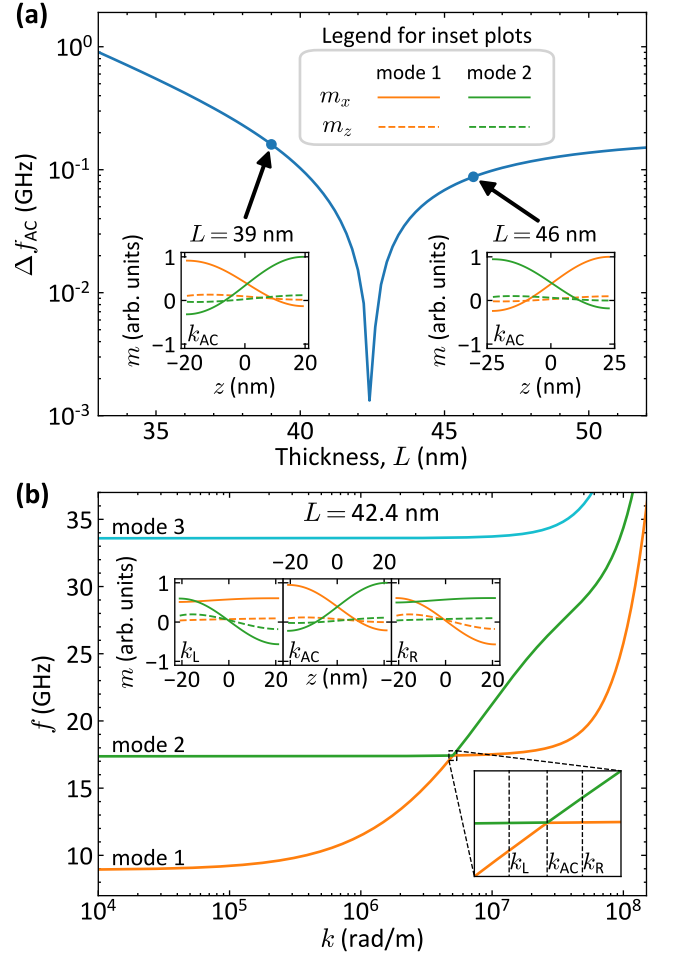 (a)
Legend for inset plots
mode 1 mode 2
m_x
m_z
10^0
10^-1
10^-2
10^-3
Δf_AC (GHz)
L = 39 nm
m (arb. units)
1
0
−1
k_AC
−20 0 20
z (nm)
L = 46 nm
m (arb. units)
1
0
−1
k_AC
−25 0 25
z (nm)
35 40 45 50
Thickness, L (nm)
(b)
L = 42.4 nm
mode 3
−20 0 20
m (arb. units)
1
0
−1
k_L k_AC k_R
−20 0 20 z (nm) −20 0 20
mode 2
mode 1
k_L k_AC k_R
35
30
25
20
15
10
f (GHz)
10^4 10^5 10^6 10^7 10^8
k (rad/m)